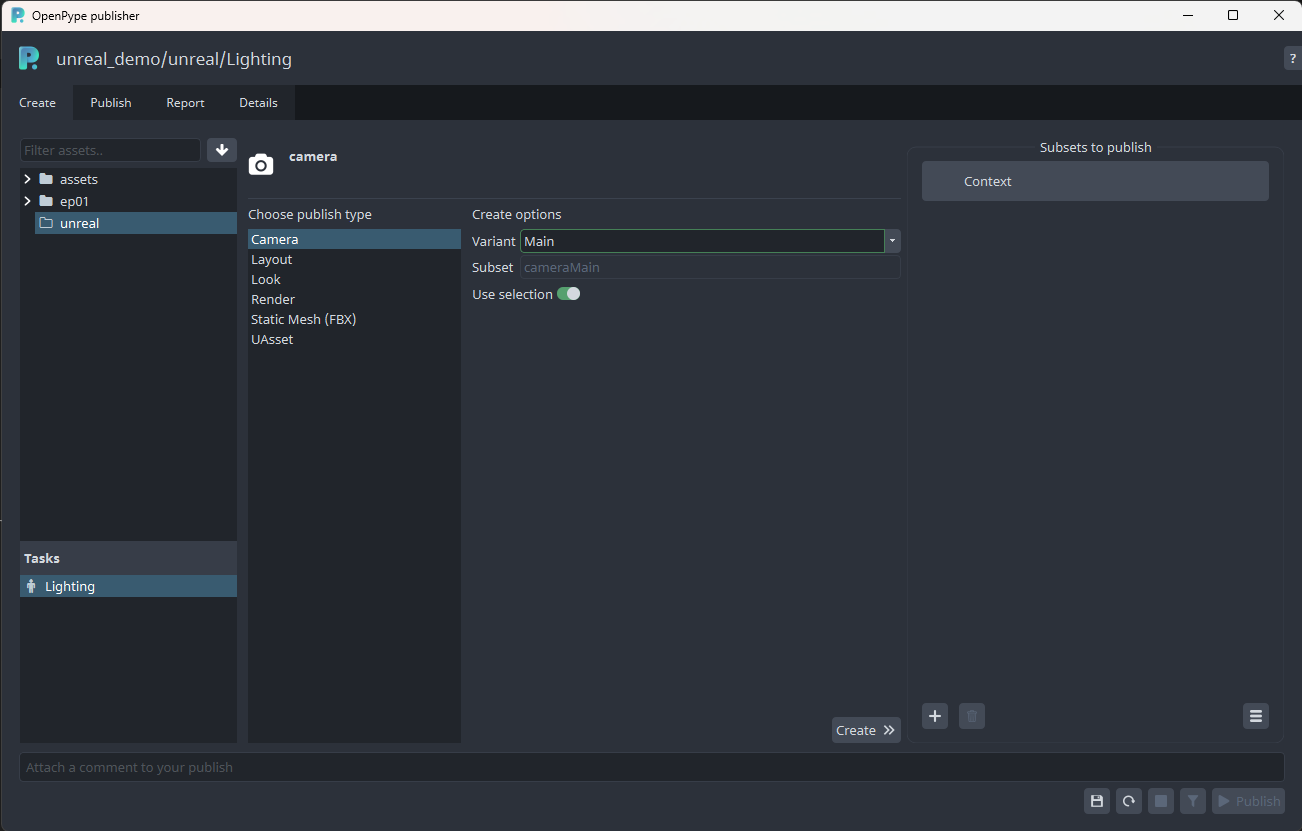 OpenPype publisher
unreal_demo/unreal/Lighting
?
Create
Publish
Report
Details
Filter assets..
assets
ep01
unreal
Tasks
Lighting
camera
Choose publish type
Camera
Layout
Look
Render
Static Mesh (FBX)
UAsset
Create options
Variant Main
Subset cameraMain
Use selection
Create
Subsets to publish
Context
Attach a comment to your publish
Publish